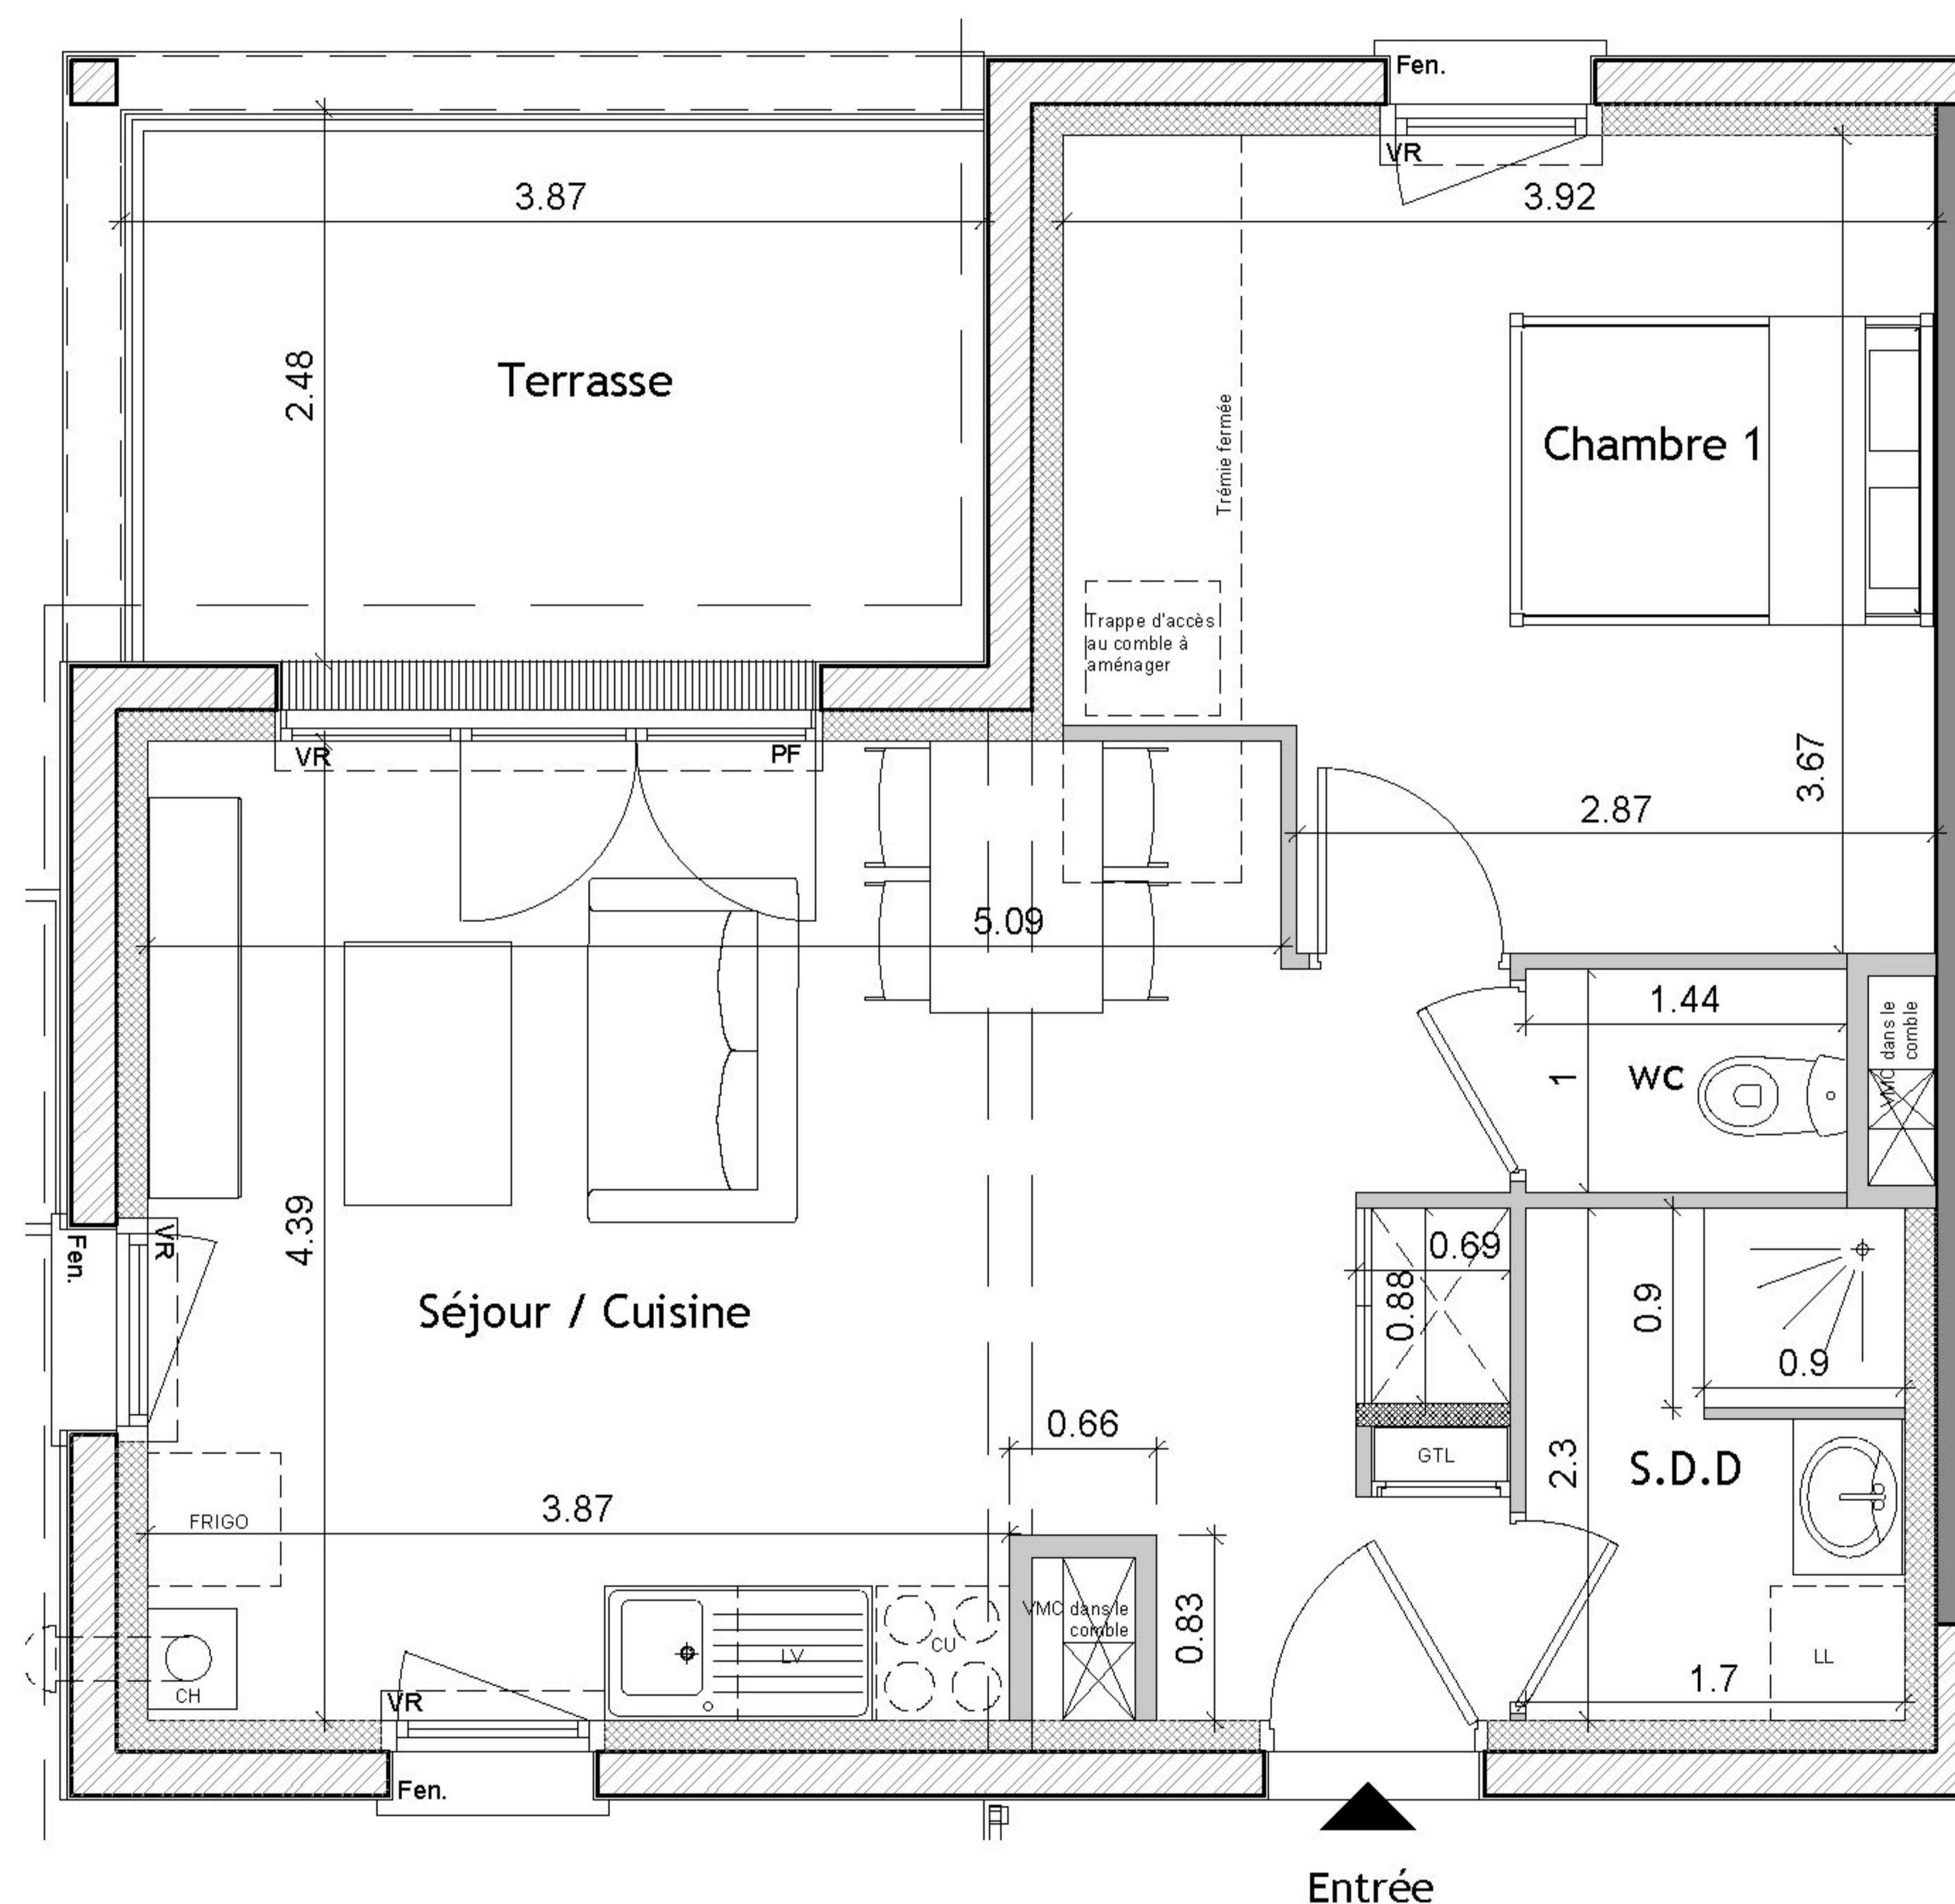 Fen.
VR
3.87
3.92
2.48
Terrasse
Trémie fermée
Chambre 1
Trappe d'accès
au comble à
aménager
VR
PF
3.67
2.87
5.09
1.44
VMC dans le
comble
1
WC
4.39
VR
Fen.
0.69
0.88
0.9
0.9
Séjour / Cuisine
0.66
GTL
2.3
S.D.D
3.87
FRIGO
VMC dans le
comble
0.83
CU
LV
LL
1.7
CH
VR
Fen.
Entrée